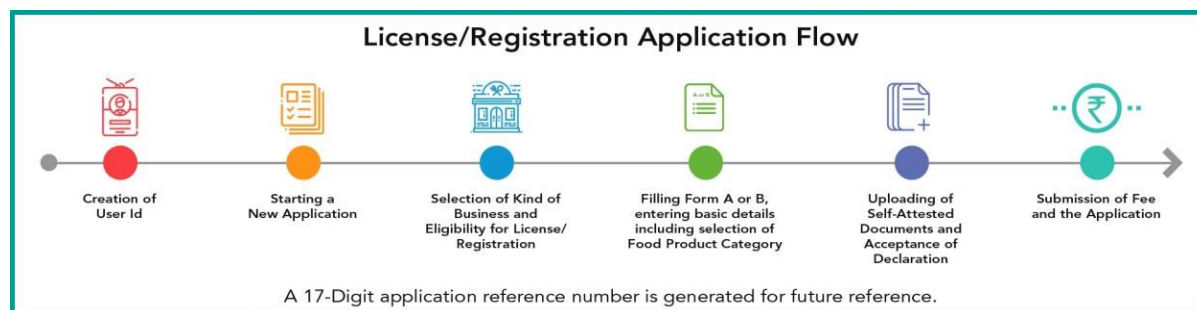 License/Registration Application Flow
A or B
₹
Creation of
User Id
Starting a
New Application
Selection of Kind of
Business and
Eligibility for License/
Registration
Filling Form A or B,
entering basic details
including selection of
Food Product Category
Uploading of
Self-Attested
Documents and
Acceptance of
Declaration
Submission of Fee
and the Application
A 17-Digit application reference number is generated for future reference.